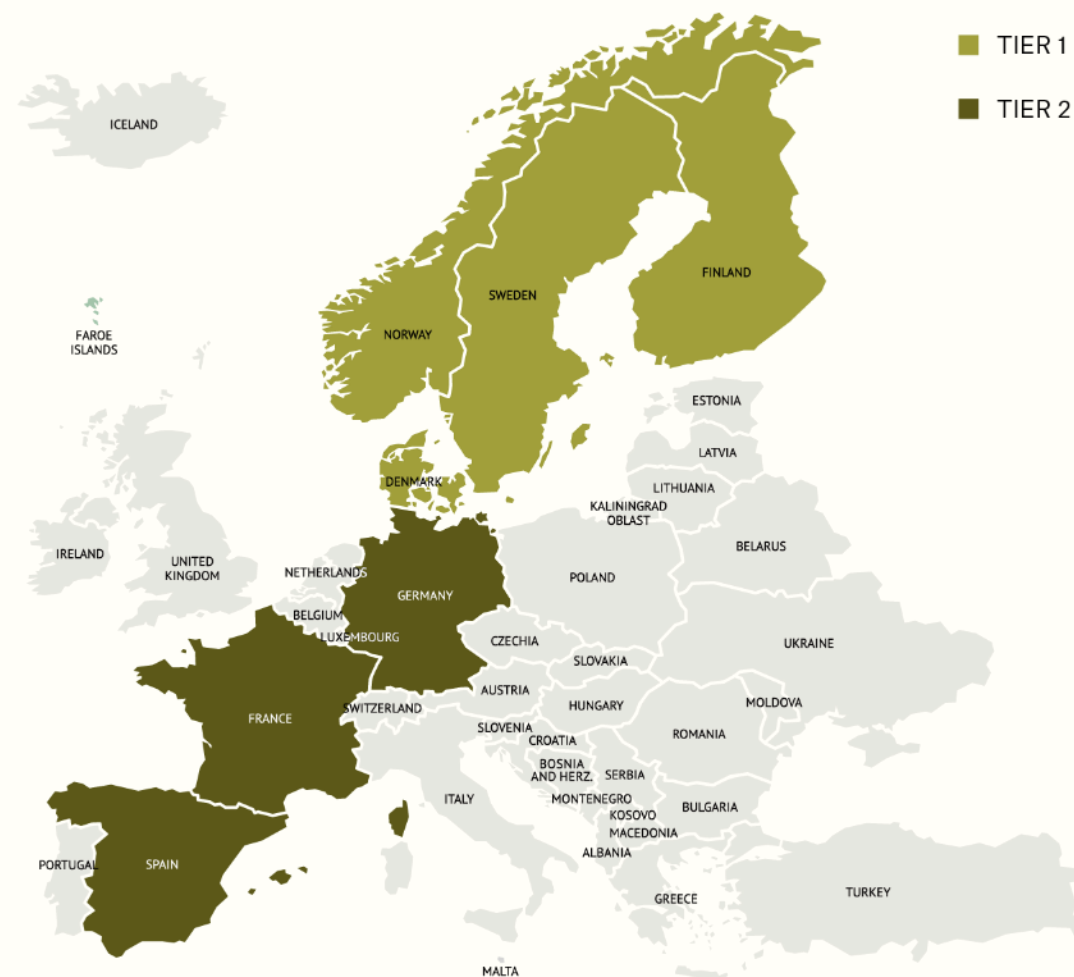 TIER 1
TIER 2
ICELAND
FINLAND
SWEDEN
NORWAY
FAROE
ISLANDS
ESTONIA
LATVIA
DENMARK
LITHUANIA
KALININGRAD
OBLAST
BELARUS
IRELAND
UNITED
KINGDOM
NETHERLANDS
POLAND
GERMANY
BELGIUM
LUXEMBOURG
CZECHIA
UKRAINE
SLOVAKIA
AUSTRIA
MOLDOVA
HUNGARY
SWITZERLAND
FRANCE
SLOVENIA
ROMANIA
CROATIA
BOSNIA
AND HERZ.
SERBIA
ITALY
MONTENEGRO
BULGARIA
KOSOVO
MACEDONIA
ALBANIA
PORTUGAL
SPAIN
TURKEY
GREECE
MALTA